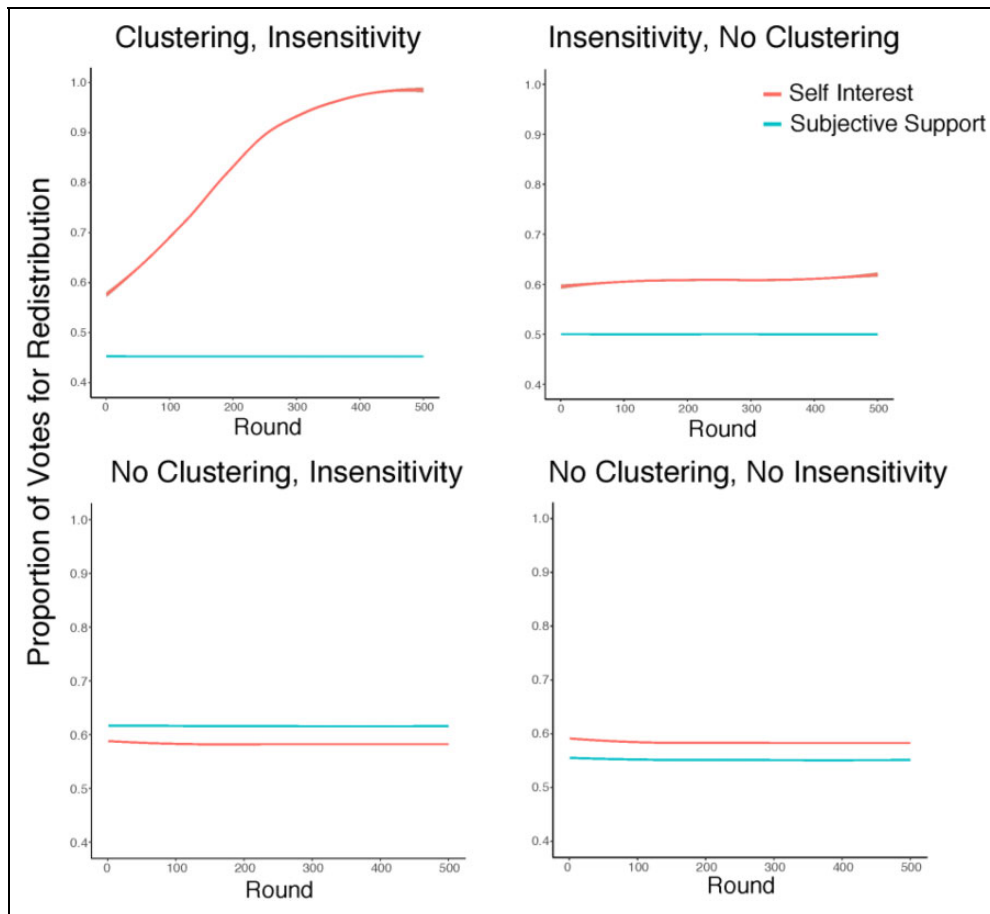 Clustering, Insensitivity
Insensitivity, No Clustering
Self Interest
Subjective Support
Proportion of Votes for Redistribution
1.0
0.9
0.8
0.7
0.6
0.5
0.4
0 100 200 300 400 500
Round
1.0
0.9
0.8
0.7
0.6
0.5
0.4
0 100 200 300 400 500
Round
No Clustering, Insensitivity
No Clustering, No Insensitivity
1.0
0.9
0.8
0.7
0.6
0.5
0.4
0 100 200 300 400 500
Round
1.0
0.9
0.8
0.7
0.6
0.5
0.4
0 100 200 300 400 500
Round